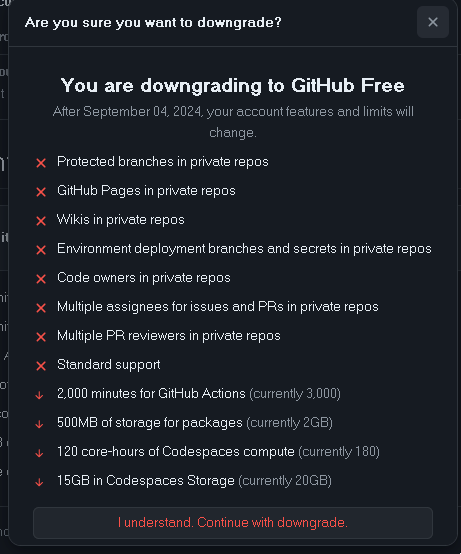 Are you sure you want to downgrade?
You are downgrading to GitHub Free
After September 04, 2024, your account features and limits will
change.
Protected branches in private repos
GitHub Pages in private repos
Wikis in private repos
Environment deployment branches and secrets in private repos
Code owners in private repos
Multiple assignees for issues and PRs in private repos
Multiple PR reviewers in private repos
Standard support
2,000 minutes for GitHub Actions (currently 3,000)
500MB of storage for packages (currently 2GB)
120 core-hours of Codespaces compute (currently 180)
15GB in Codespaces Storage (currently 20GB)
I understand. Continue with downgrade.